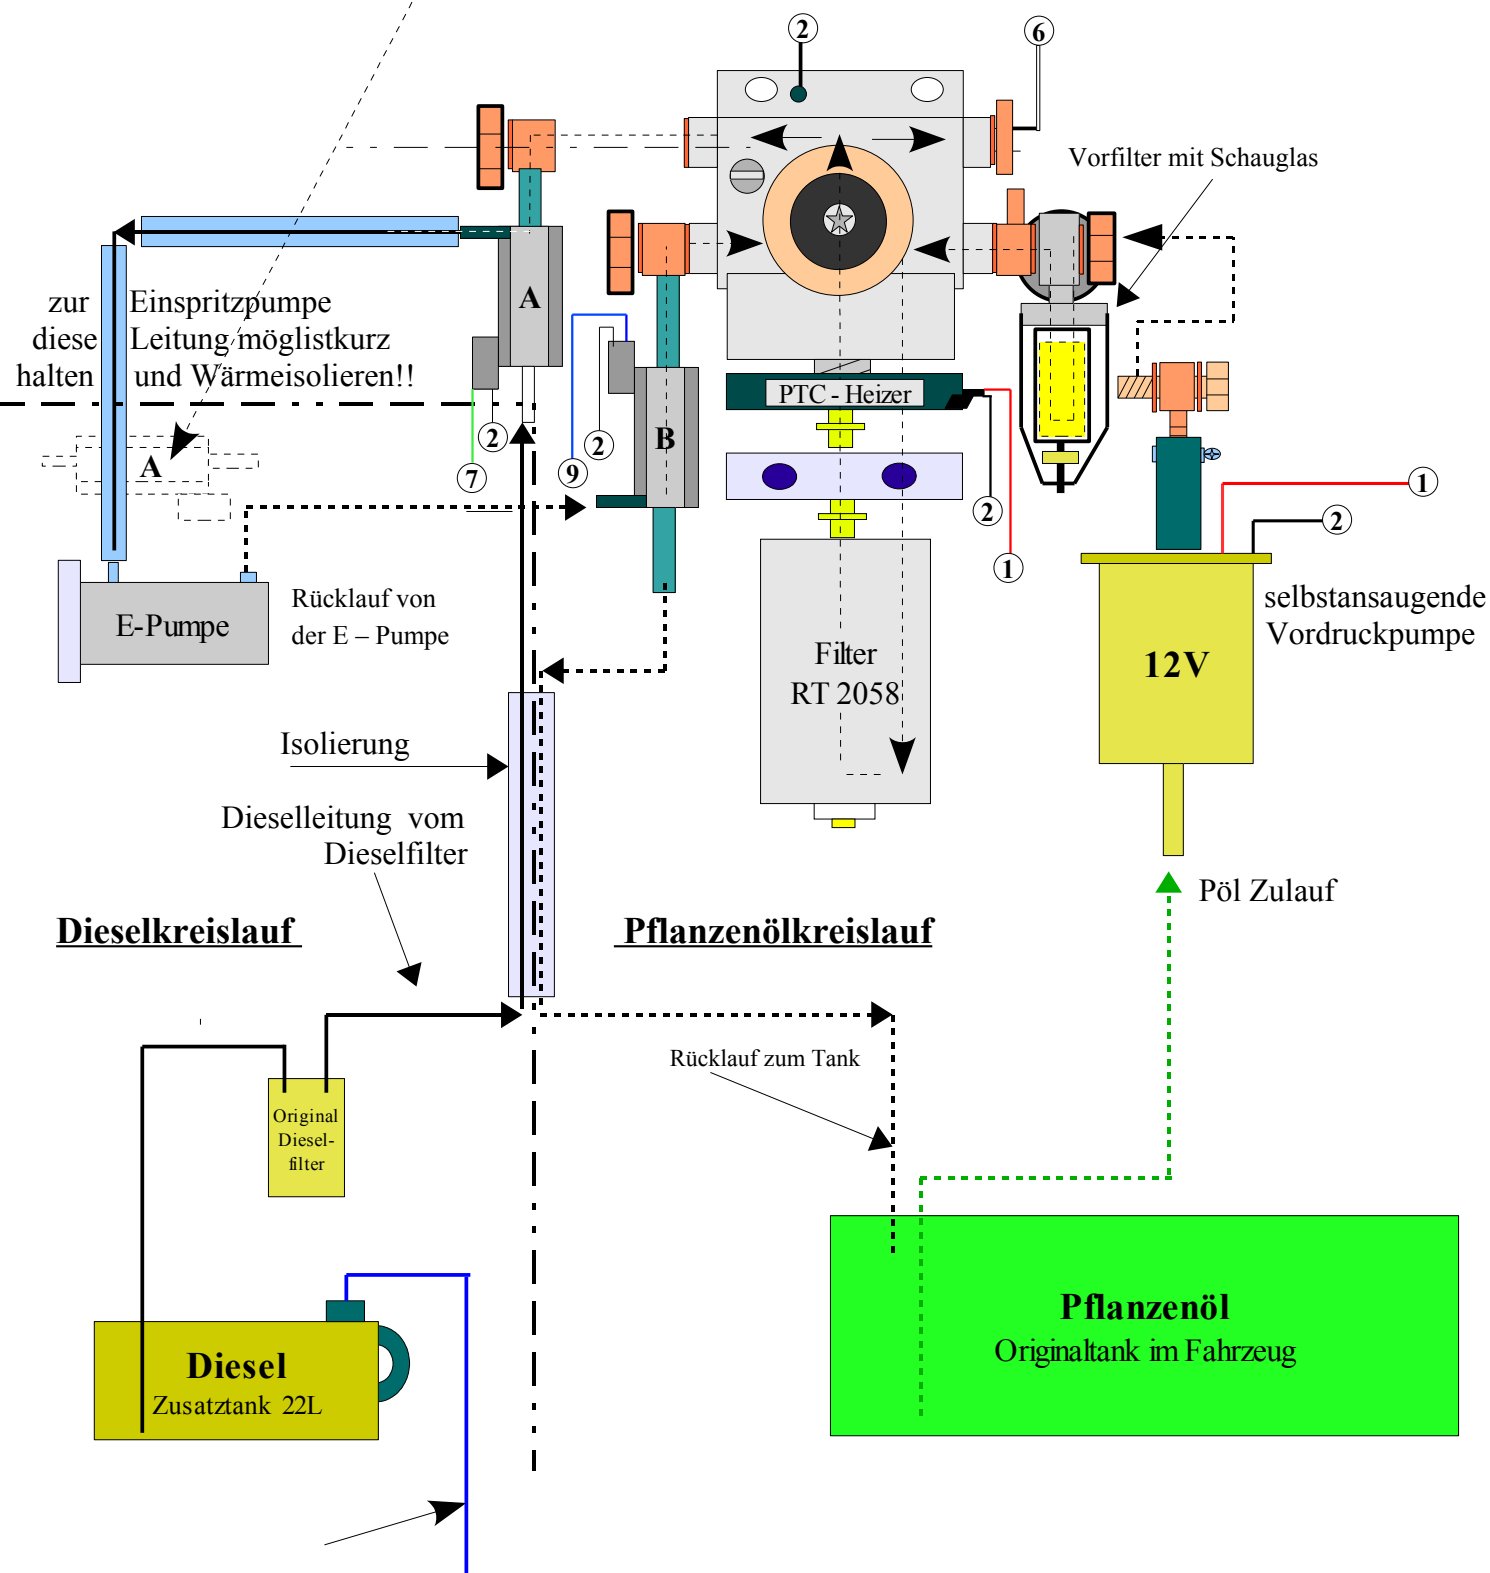 2
6
Vorfilter mit Schauglas
zur Einspritzpumpe
diese Leitung möglistkurz
halten und Wärmeisolieren!!
A
PTC - Heizer
2
2
B
7
9
A
2
1
1
2
E-Pumpe
Rücklauf von
der E – Pumpe
selbstansaugende
Vordruckpumpe
12V
Filter
RT 2058
Isolierung
Dieselleitung vom
Dieselfilter
Pöl Zulauf
Dieselkreislauf
Pflanzenölkreislauf
Rücklauf zum Tank
Original
Diesel-
filter
Pflanzenöl
Originaltank im Fahrzeug
Diesel
Zusatztank 22L